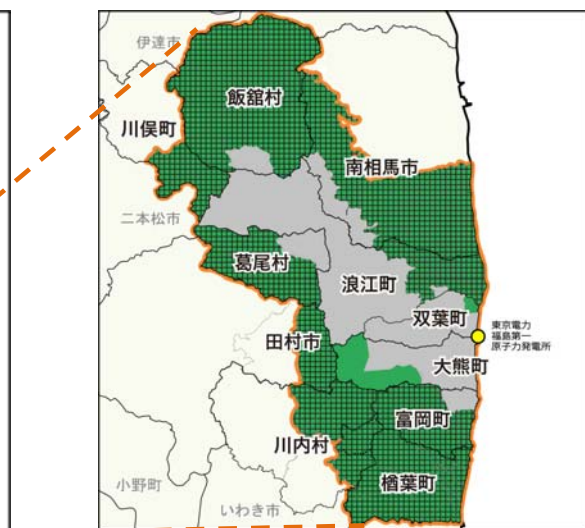 伊達市
飯舘村
川俣町
南相馬市
二本松市
葛尾村
浪江町
双葉町
東京電力
福島第一
原子力発電所
田村市
大熊町
富岡町
川内村
楢葉町
小野町
いわき市